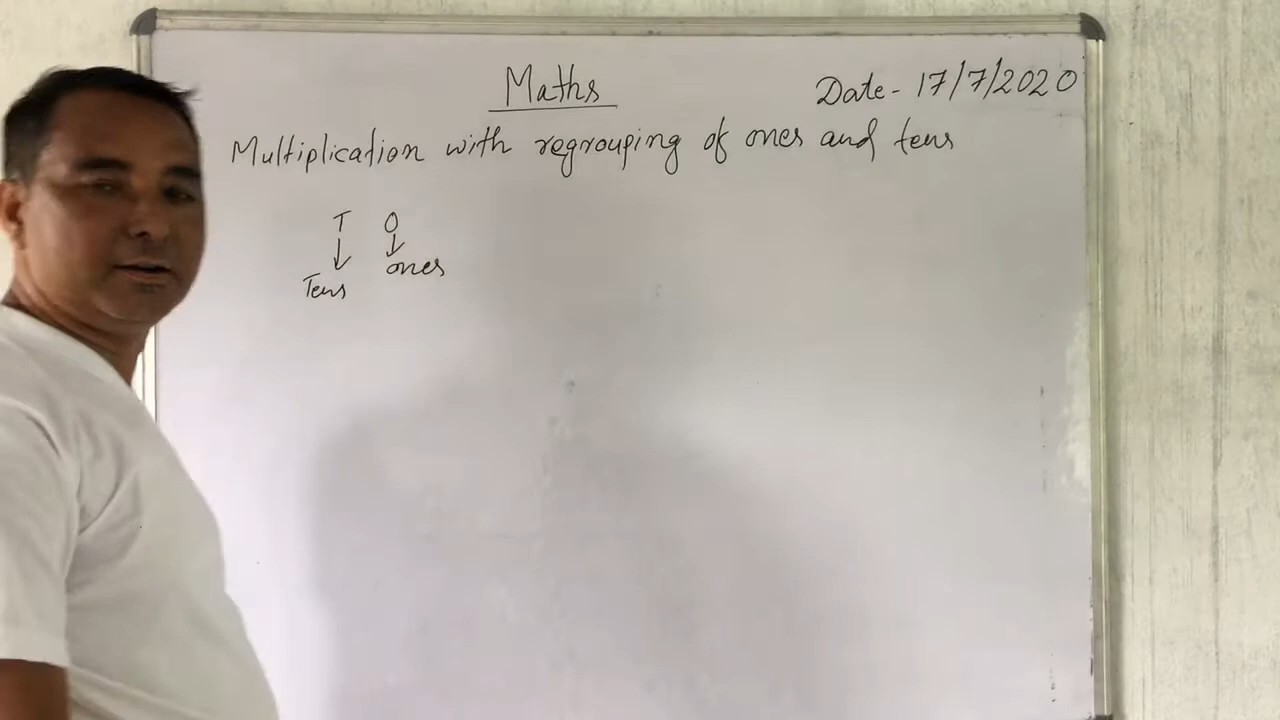 Maths
Date- 17/7/2020
Multiplication with regrouping of ones and tens
T O
ones
Tens